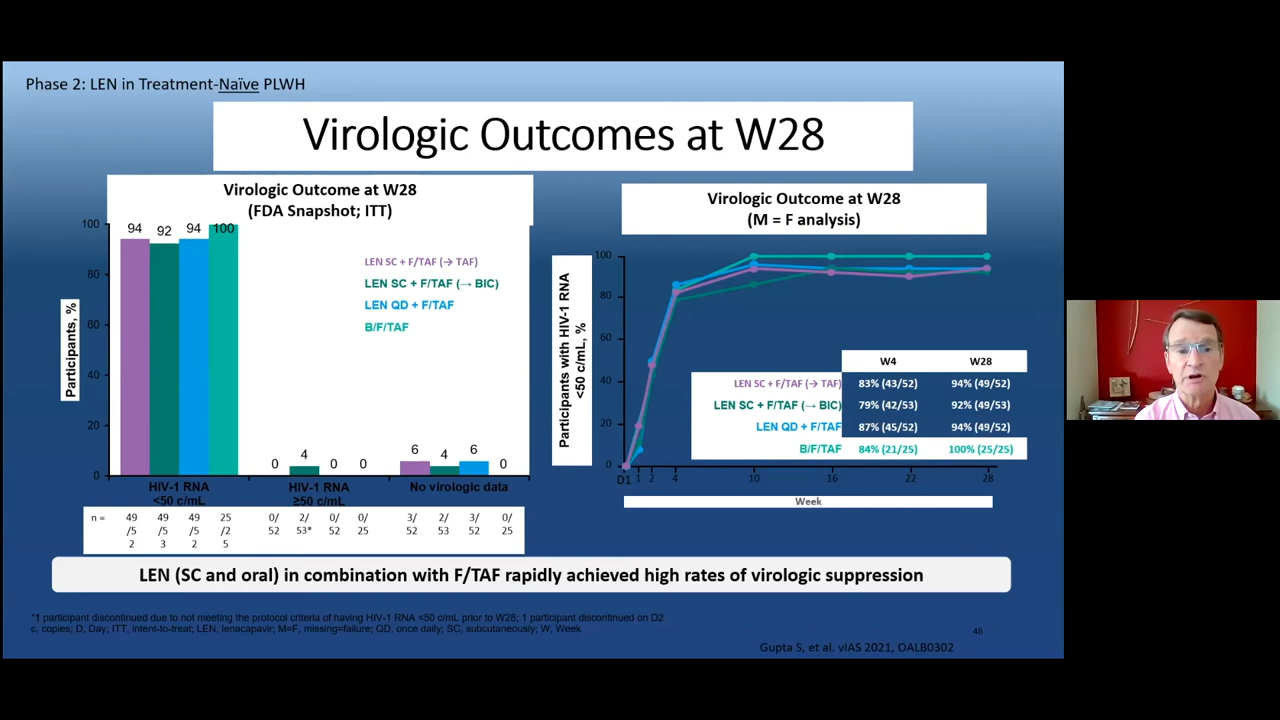 Phase 2: LEN in Treatment-Naïve PLWH
Virologic Outcomes at W28
Virologic Outcome at W28
(FDA Snapshot; ITT)
Participants, %
100
80
60
40
20
0
94
92
94
100
0
4
0
0
6
4
6
0
LEN SC + F/TAF (→ TAF)
LEN SC + F/TAF (→ BIC)
LEN QD + F/TAF
B/F/TAF
HIV-1 RNA
<50 c/mL
HIV-1 RNA
≥50 c/mL
No virologic data
n = 49 49 49 25 0/ 2/ 0/ 0/ 3/ 2/ 3/ 0/
/5 /5 /5 /2 52 53* 52 25 52 53 52 25
2 3 2 5
Virologic Outcome at W28
(M = F analysis)
Participants with HIV-1 RNA
<50 c/mL, %
100
80
60
40
20
0
D1 1 2 4 10 16 22 28
Week
W4 W28
LEN SC + F/TAF (→ TAF) 83% (43/52) 94% (49/52)
LEN SC + F/TAF (→ BIC) 79% (42/53) 92% (49/53)
LEN QD + F/TAF 87% (45/52) 94% (49/52)
B/F/TAF 84% (21/25) 100% (25/25)
LEN (SC and oral) in combination with F/TAF rapidly achieved high rates of virologic suppression
*1 participant discontinued due to not meeting the protocol criteria of having HIV-1 RNA <50 c/mL prior to W28; 1 participant discontinued on D2
c, copies; D, Day; ITT, intent-to-treat; LEN, lenacapavir; M=F, missing=failure; QD, once daily; SC, subcutaneously; W, Week
48
Gupta S, et al. vIAS 2021, OALB0302